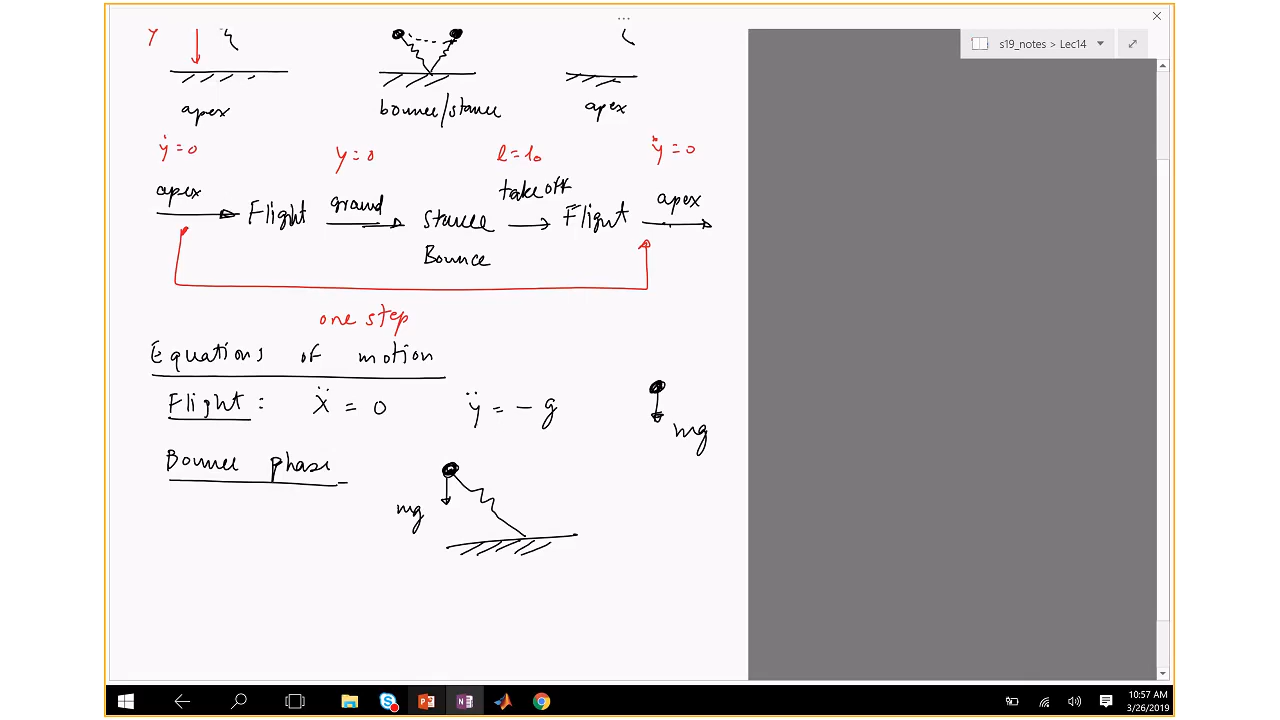 s19_notes > Lec14
y
apex
bounce/stance
apex
ẏ = 0
y = 0
l = l₀
ẏ = 0
apex
Flight
ground
stance
Bounce
take off
Flight
apex
one step
Equations of motion
Flight : ẍ = 0 ÿ = - g
mg
Bounce phase
mg
10:57 AM
3/26/2019